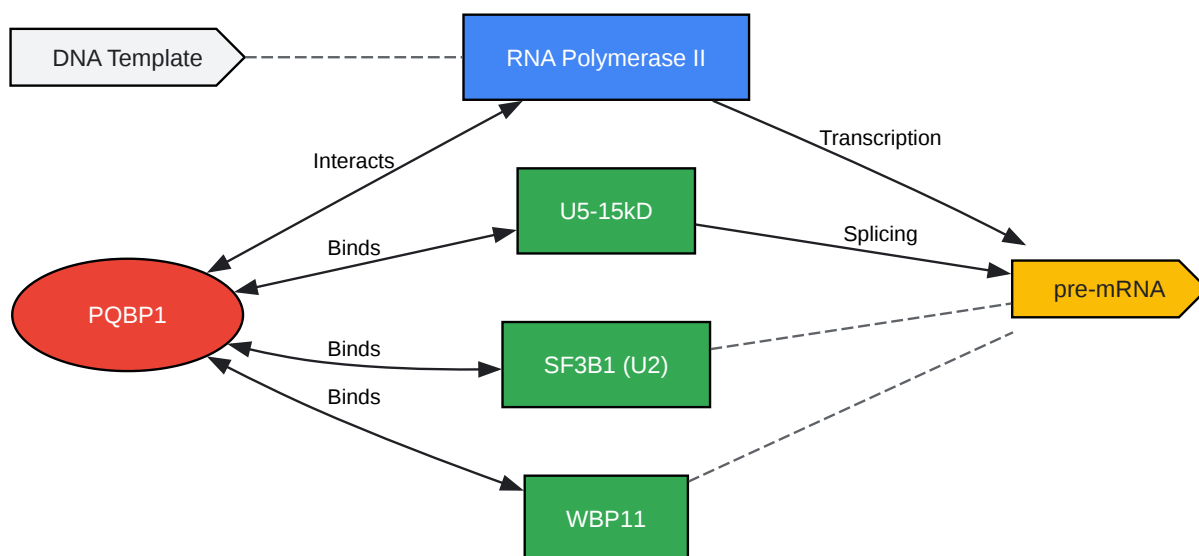 DNA Template
RNA Polymerase II
Transcription
Interacts
U5-15kD
Splicing
Binds
pre-mRNA
PQBP1
Binds
SF3B1 (U2)
Binds
WBP11